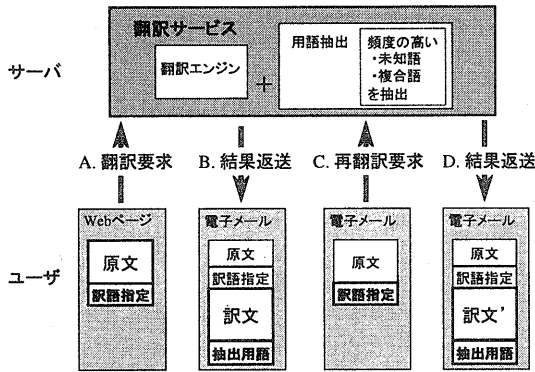 翻訳サービス
翻訳エンジン
+
用語抽出
頻度の高い
・未知語
・複合語
を抽出
サーバ
A. 翻訳要求
B. 結果返送
C. 再翻訳要求
D. 結果返送
ユーザ
Webページ
原文
訳語指定
電子メール
原文
訳語指定
訳文
抽出用語
電子メール
原文
訳語指定
電子メール
原文
訳語指定
訳文'
抽出用語